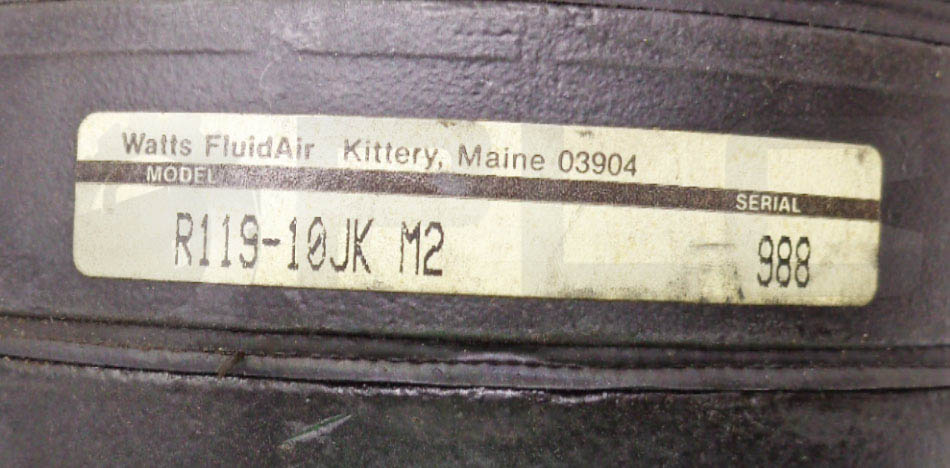 Watts FluidAir Kittery, Maine 03904
MODEL SERIAL
R119-10JK M2 988